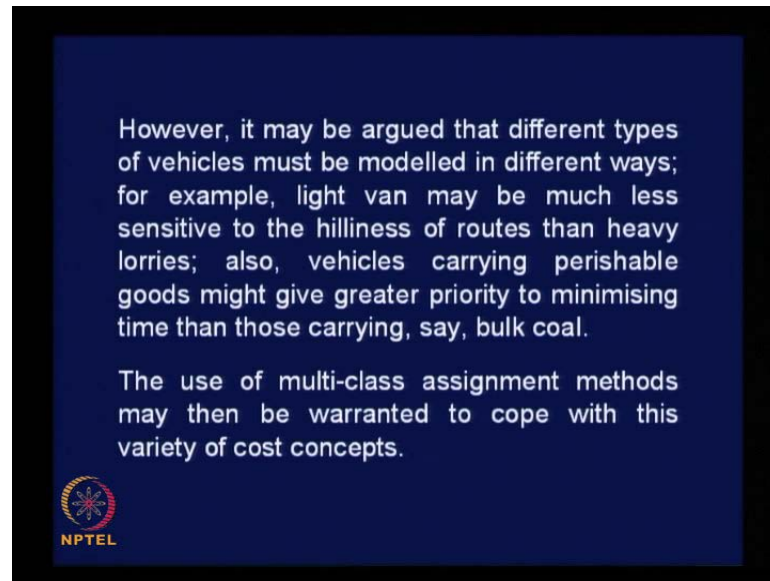 However, it may be argued that different types
of vehicles must be modelled in different ways;
for example, light van may be much less
sensitive to the hilliness of routes than heavy
lorries; also, vehicles carrying perishable
goods might give greater priority to minimising
time than those carrying, say, bulk coal.
The use of multi-class assignment methods
may then be warranted to cope with this
variety of cost concepts.
NPTEL